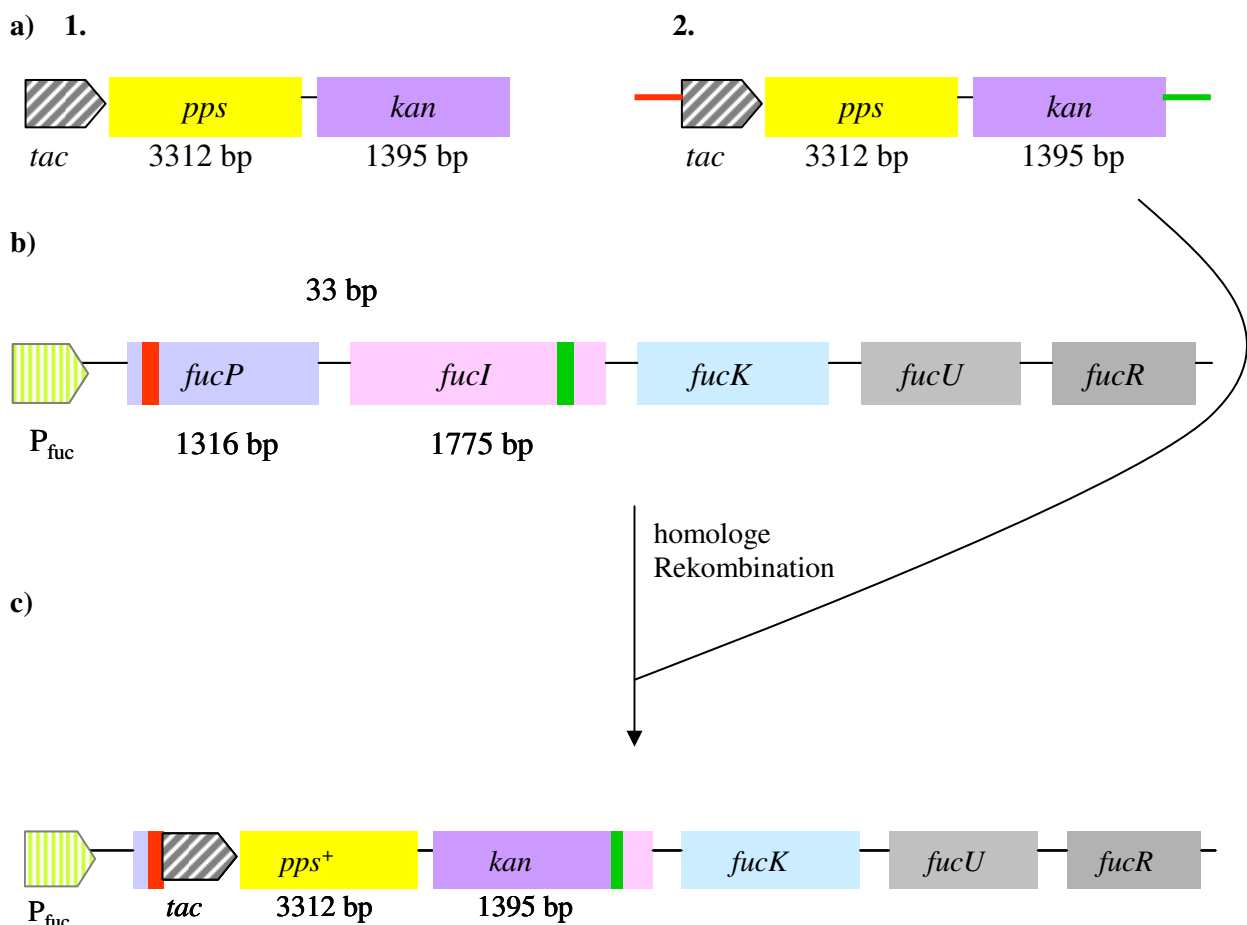 a) 1. 2.
pps kan pps kan
tac 3312 bp 1395 bp tac 3312 bp 1395 bp
b)
33 bp
fucP fucI fucK fucU fucR
P_fuc 1316 bp 1775 bp
homologe
Rekombination
c)
pps⁺ kan fucK fucU fucR
P_fuc tac 3312 bp 1395 bp